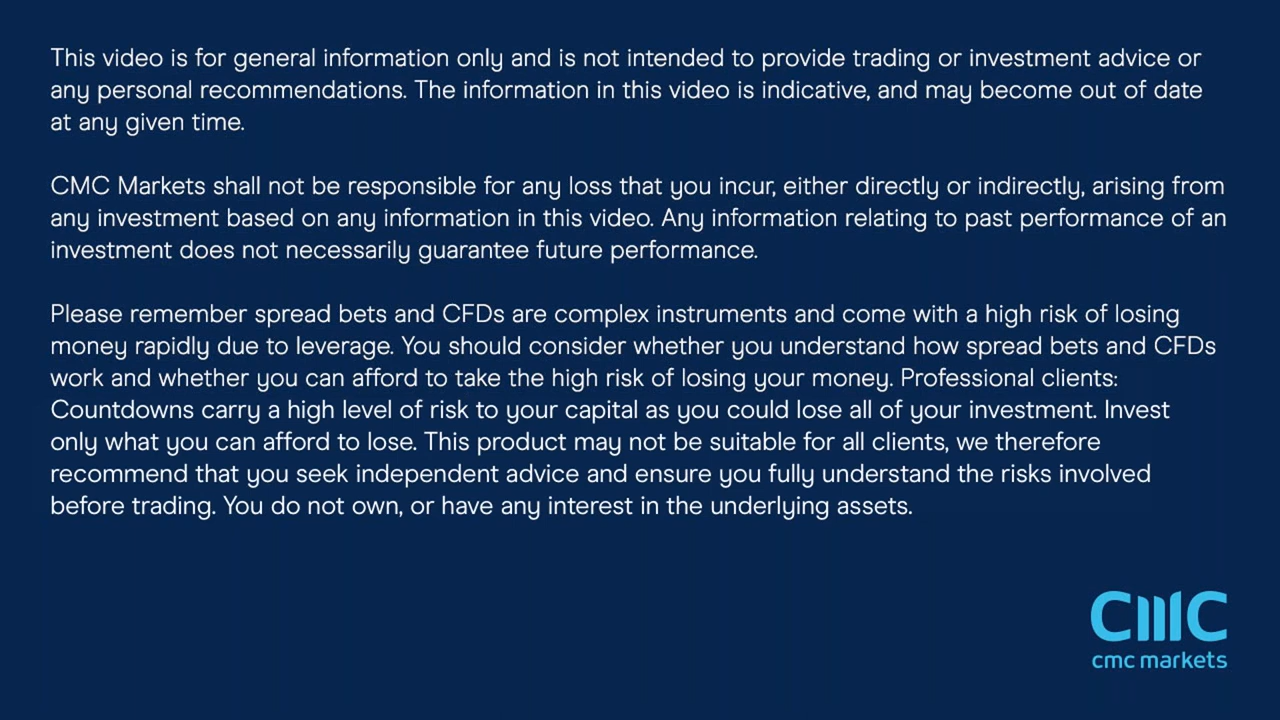 This video is for general information only and is not intended to provide trading or investment advice or
any personal recommendations. The information in this video is indicative, and may become out of date
at any given time.
CMC Markets shall not be responsible for any loss that you incur, either directly or indirectly, arising from
any investment based on any information in this video. Any information relating to past performance of an
investment does not necessarily guarantee future performance.
Please remember spread bets and CFDs are complex instruments and come with a high risk of losing
money rapidly due to leverage. You should consider whether you understand how spread bets and CFDs
work and whether you can afford to take the high risk of losing your money. Professional clients:
Countdowns carry a high level of risk to your capital as you could lose all of your investment. Invest
only what you can afford to lose. This product may not be suitable for all clients, we therefore
recommend that you seek independent advice and ensure you fully understand the risks involved
before trading. You do not own, or have any interest in the underlying assets.
CMC
cmc markets